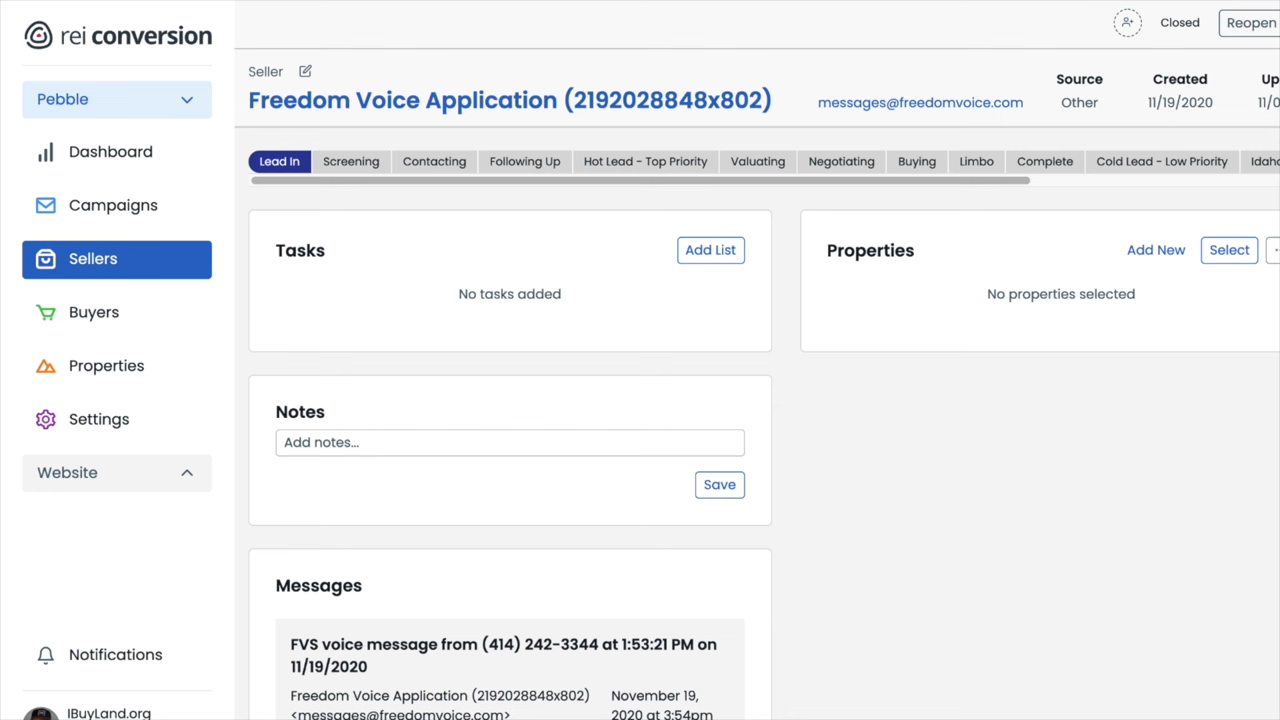 rei conversion
Pebble
Dashboard
Campaigns
Sellers
Buyers
Properties
Settings
Website
Notifications
IBuyLand.org
Closed
Reopen
Seller
Freedom Voice Application (2192028848x802)
messages@freedomvoice.com
Source
Other
Created
11/19/2020
Up
11/0
Lead In
Screening
Contacting
Following Up
Hot Lead - Top Priority
Valuating
Negotiating
Buying
Limbo
Complete
Cold Lead - Low Priority
Idaho
Tasks
Add List
No tasks added
Properties
Add New
Select
No properties selected
Notes
Add notes...
Save
Messages
FVS voice message from (414) 242-3344 at 1:53:21 PM on
11/19/2020
Freedom Voice Application (2192028848x802)
<messages@freedomvoice.com>
November 19,
2020 at 3:54pm